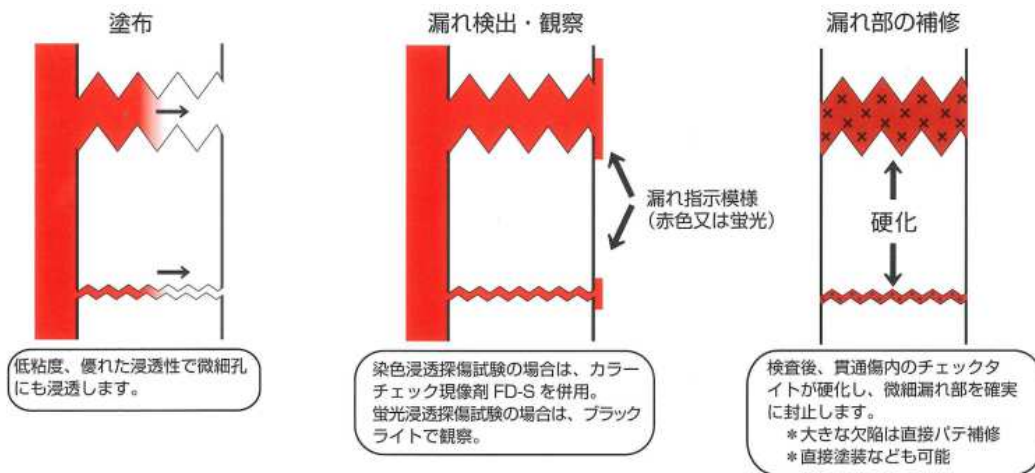 塗布
低粘度、優れた浸透性で微細孔
にも浸透します。
漏れ検出・観察
漏れ指示模様
(赤色又は蛍光)
染色浸透探傷試験の場合は、カラー
チェック現像剤 FD-S を併用。
蛍光浸透探傷試験の場合は、ブラック
ライトで観察。
漏れ部の補修
硬化
検査後、貫通傷内のチェックタ
イトが硬化し、微細漏れ部を確実
に封止します。
*大きな欠陥は直接パテ補修
*直接塗装なども可能